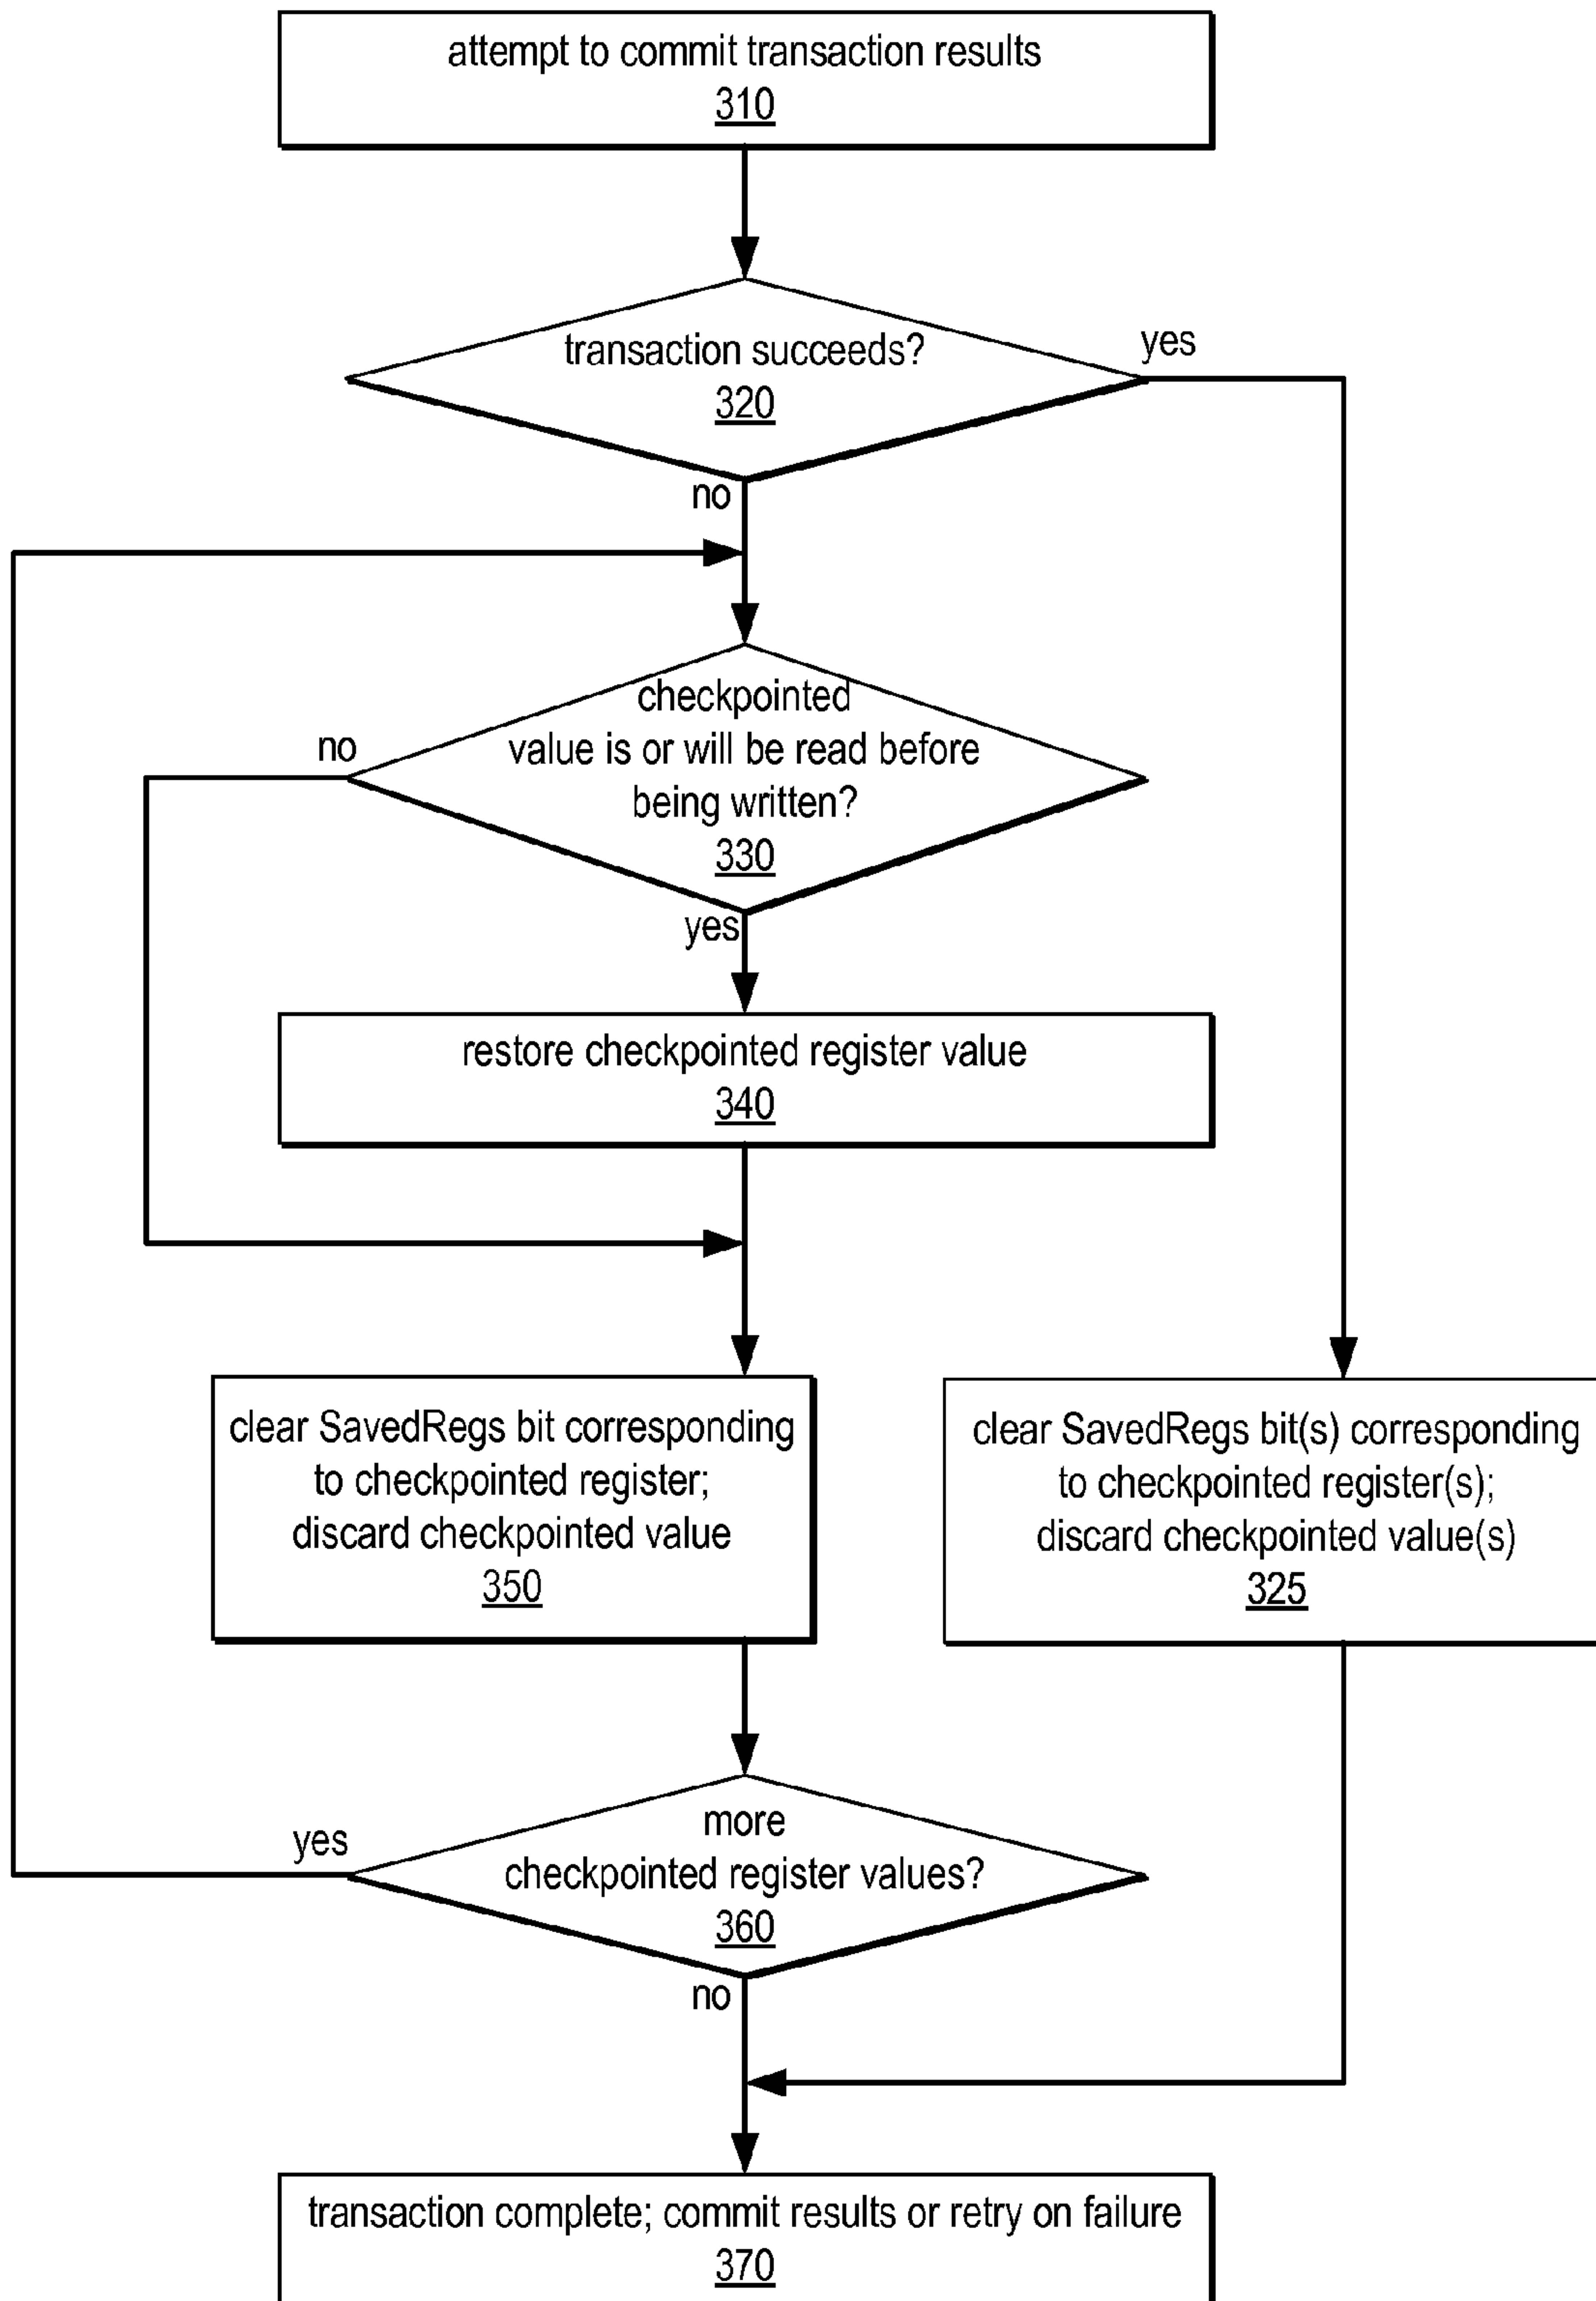 attempt to commit transaction results
310
transaction succeeds?
320
yes
no
checkpointed
value is or will be read before
being written?
330
no
yes
restore checkpointed register value
340
clear SavedRegs bit corresponding
to checkpointed register;
discard checkpointed value
350
clear SavedRegs bit(s) corresponding
to checkpointed register(s);
discard checkpointed value(s)
325
more
checkpointed register values?
360
yes
no
transaction complete; commit results or retry on failure
370